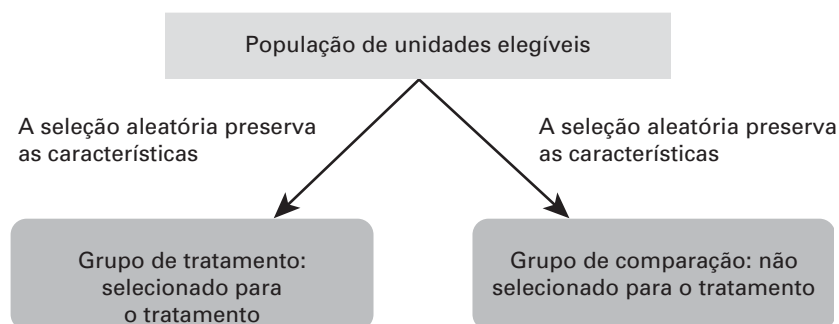 População de unidades elegíveis
A seleção aleatória preserva
as características
A seleção aleatória preserva
as características
Grupo de tratamento:
selecionado para
o tratamento
Grupo de comparação: não
selecionado para o tratamento